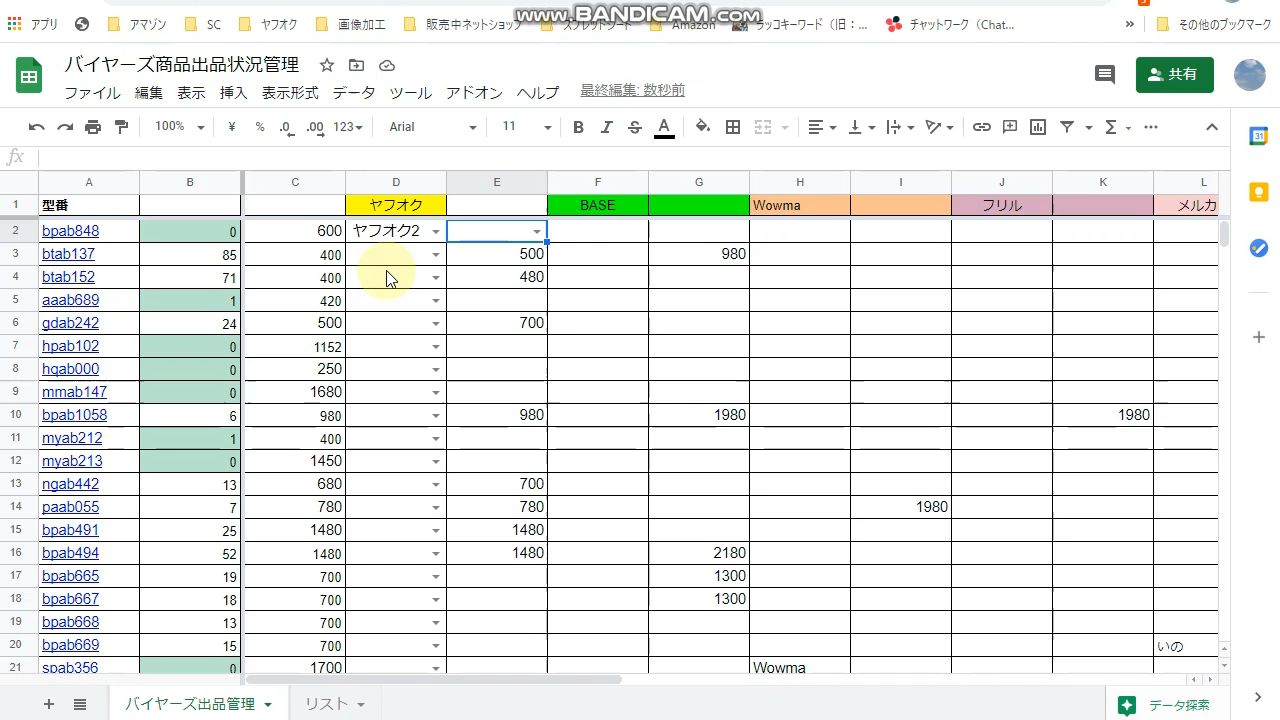 www.BANDICAM.com
アプリ アマゾン SC ヤフオク 画像加工 販売中ネットショップ スプレッドシート Amazon ラッコキーワード（旧：... チャットワーク（Chat... » その他のブックマーク
バイヤーズ商品出品状況管理
共有
ファイル 編集 表示 挿入 表示形式 データ ツール アドオン ヘルプ 最終編集: 数秒前
100% ¥ % .0 .00 123 Arial 11 B I S A Σ
31
fx
A B C D E F G H I J K L
1 型番 ヤフオク BASE Wowma フリル メルカ
2 bpab848 0 600 ヤフオク2
3 btab137 85 400 500 980
4 btab152 71 400 480
5 aaab689 1 420
6 gdab242 24 500 700
7 hpab102 0 1152
8 hqab000 0 250
9 mmab147 0 1680
10 bpab1058 6 980 980 1980 1980
11 myab212 1 400
12 myab213 0 1450
13 ngab442 13 680 700
14 paab055 7 780 780 1980
15 bpab491 25 1480 1480
16 bpab494 52 1480 1480 2180
17 bpab665 19 700 1300
18 bpab667 18 700 1300
19 bpab668 13 700
20 bpab669 15 700 いの
21 spab356 0 1700 Wowma
バイヤーズ出品管理 リスト データ探索